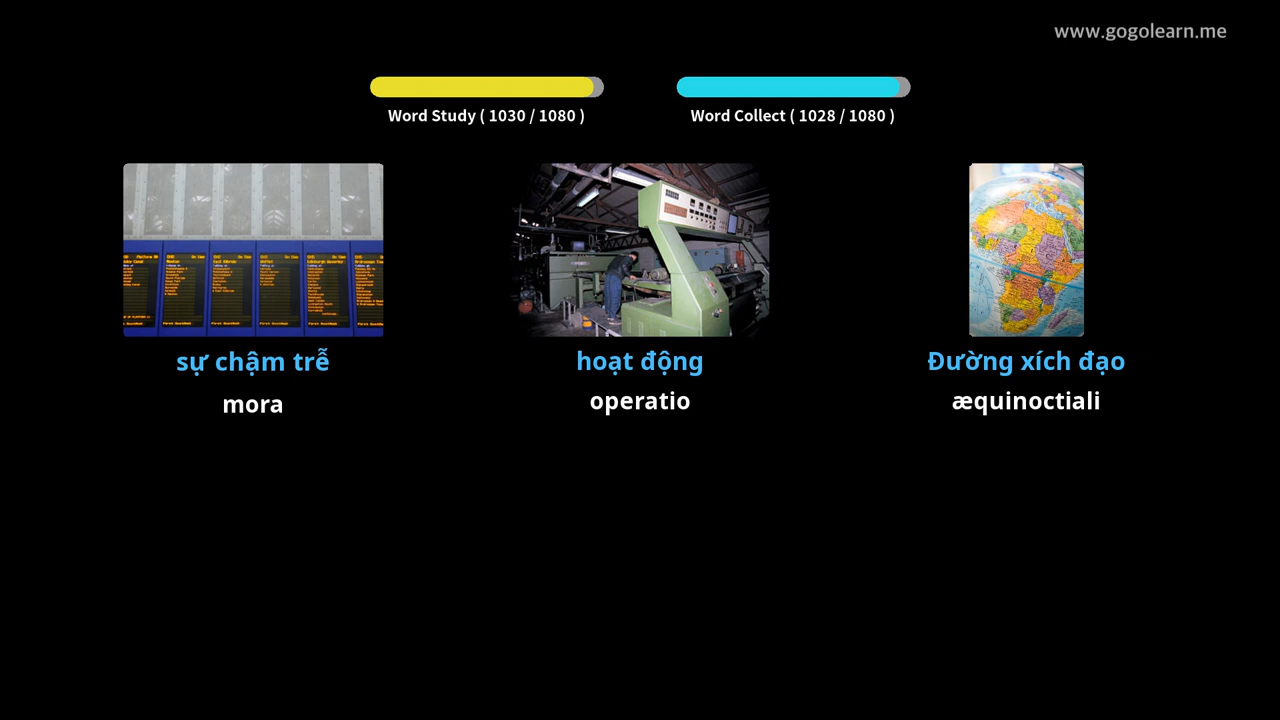 www.gogolearn.me
Word Study ( 1030 / 1080 )
Word Collect ( 1028 / 1080 )
sự chậm trễ
hoạt động
Đường xích đạo
mora
operatio
æquinoctiali